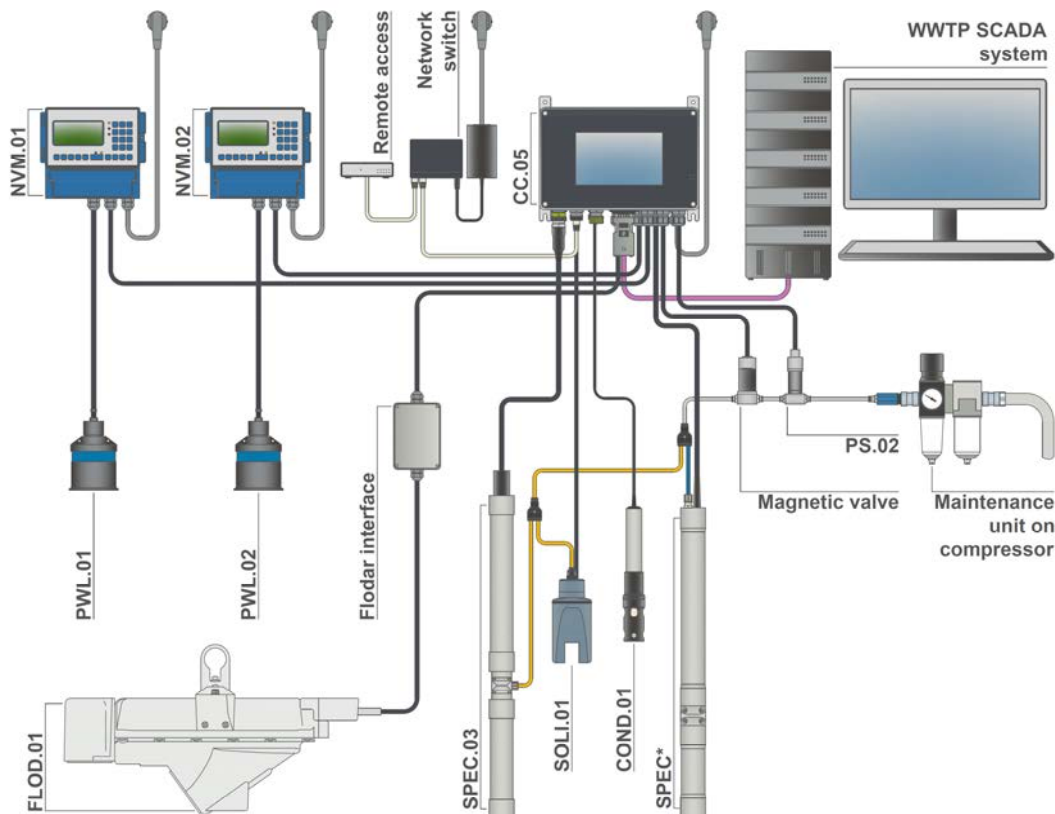 WWTP SCADA
system
Remote access
Network
switch
NVM.01
NVM.02
CC.05
PS.02
Magnetic valve
Maintenance
unit on
compressor
PWL.01
PWL.02
Flodar interface
FLOD.01
SPEC.03
SOLI.01
COND.01
SPEC*